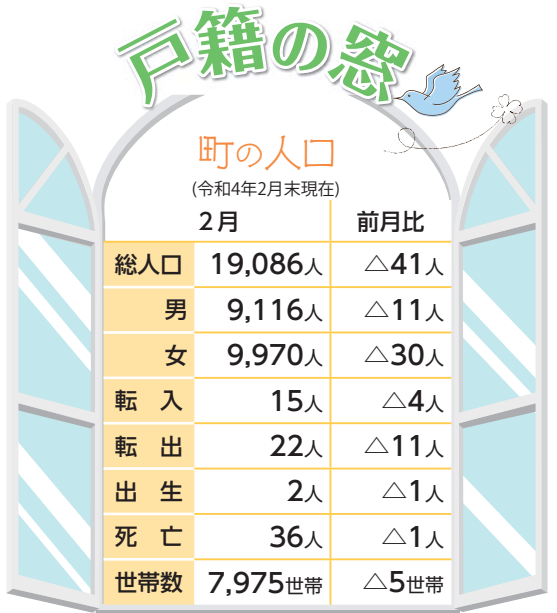 戸籍の窓
町の人口
(令和4年2月末現在)
2月 前月比
総人口 19,086人 △41人
男 9,116人 △11人
女 9,970人 △30人
転 入 15人 △4人
転 出 22人 △11人
出 生 2人 △1人
死 亡 36人 △1人
世帯数 7,975世帯 △5世帯